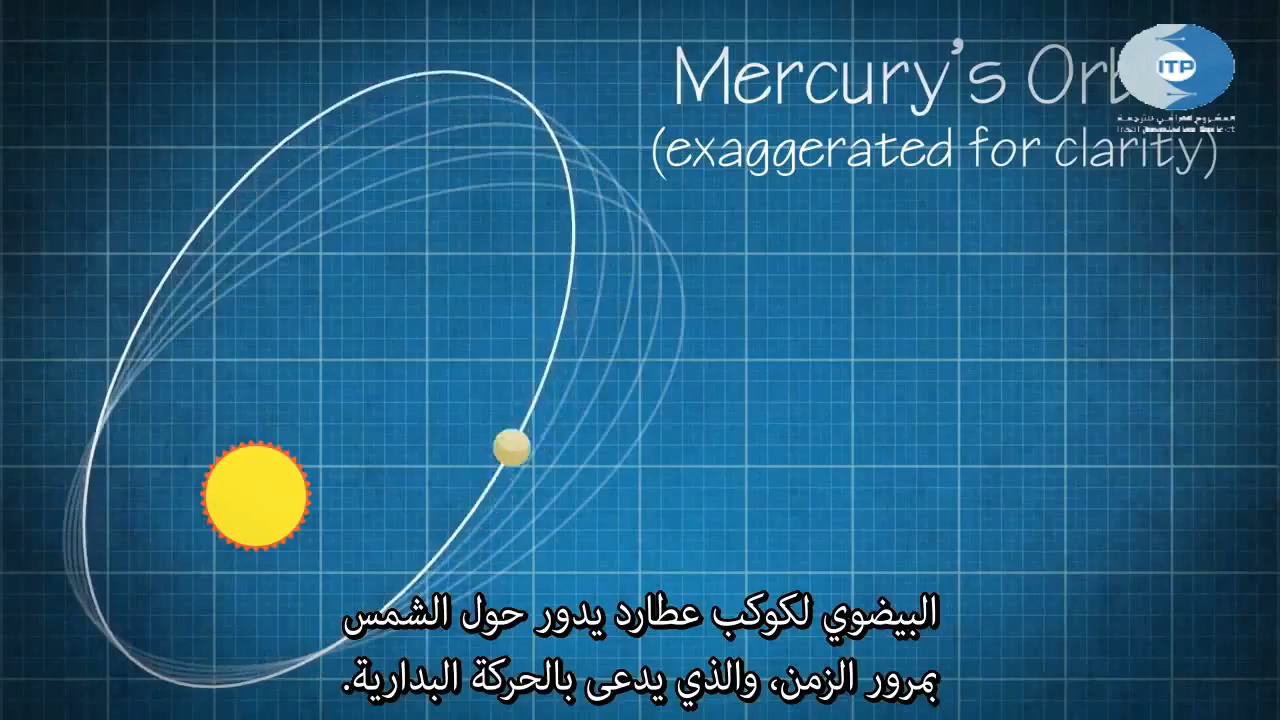 Mercury's Orb
(exaggerated for clarity)
ITP
البيضوي لكوكب عطارد يدور حول الشمس
بمرور الزمن، والذي يدعى بالحركة البدارية.